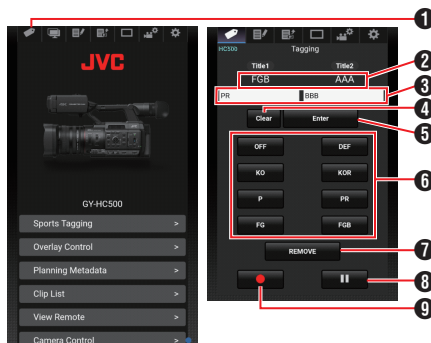 JVC
GY-HC500
Sports Tagging >
Overlay Control >
Planning Metadata >
Clip List >
View Remote >
Camera Control >
HC500 Tagging
Title1 Title2
FGB AAA
PR BBB
Clear Enter
OFF DEF
KO KOR
P PR
FG FGB
REMOVE
1
2
3
4
5
6
7
8
9